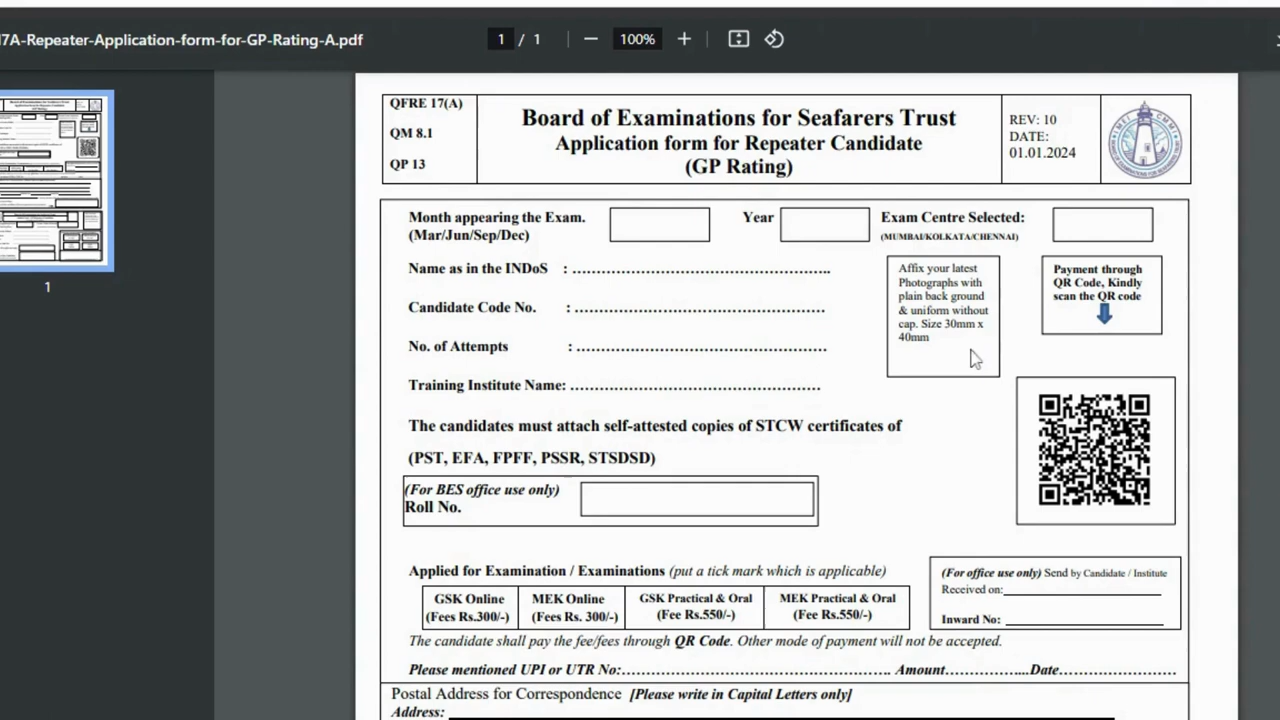 I7A-Repeater-Application-form-for-GP-Rating-A.pdf
1 / 1
100%
QFRE 17(A)
QM 8.1
QP 13
Board of Examinations for Seafarers Trust
Application form for Repeater Candidate
(GP Rating)
REV: 10
DATE:
01.01.2024
Month appearing the Exam.
(Mar/Jun/Sep/Dec)
Year
Exam Centre Selected:
(MUMBAI/KOLKATA/CHENNAI)
Name as in the INDoS : ………………………………………..
Candidate Code No. : ………………………………………
No. of Attempts : ………………………………………
Training Institute Name: ………………………………………
Affix your latest
Photographs with
plain back ground
& uniform without
cap. Size 30mm x
40mm
Payment through
QR Code, Kindly
scan the QR code
The candidates must attach self-attested copies of STCW certificates of
(PST, EFA, FPFF, PSSR, STSDSD)
(For BES office use only)
Roll No.
1
Applied for Examination / Examinations (put a tick mark which is applicable)
GSK Online
(Fees Rs.300/-)
MEK Online
(Fees Rs. 300/-)
GSK Practical & Oral
(Fee Rs.550/-)
MEK Practical & Oral
(Fee Rs.550/-)
(For office use only) Send by Candidate / Institute
Received on:
Inward No:
The candidate shall pay the fee/fees through QR Code. Other mode of payment will not be accepted.
Please mentioned UPI or UTR No:…………………………………………. Amount…………...Date…………………
Postal Address for Correspondence [Please write in Capital Letters only]
Address: